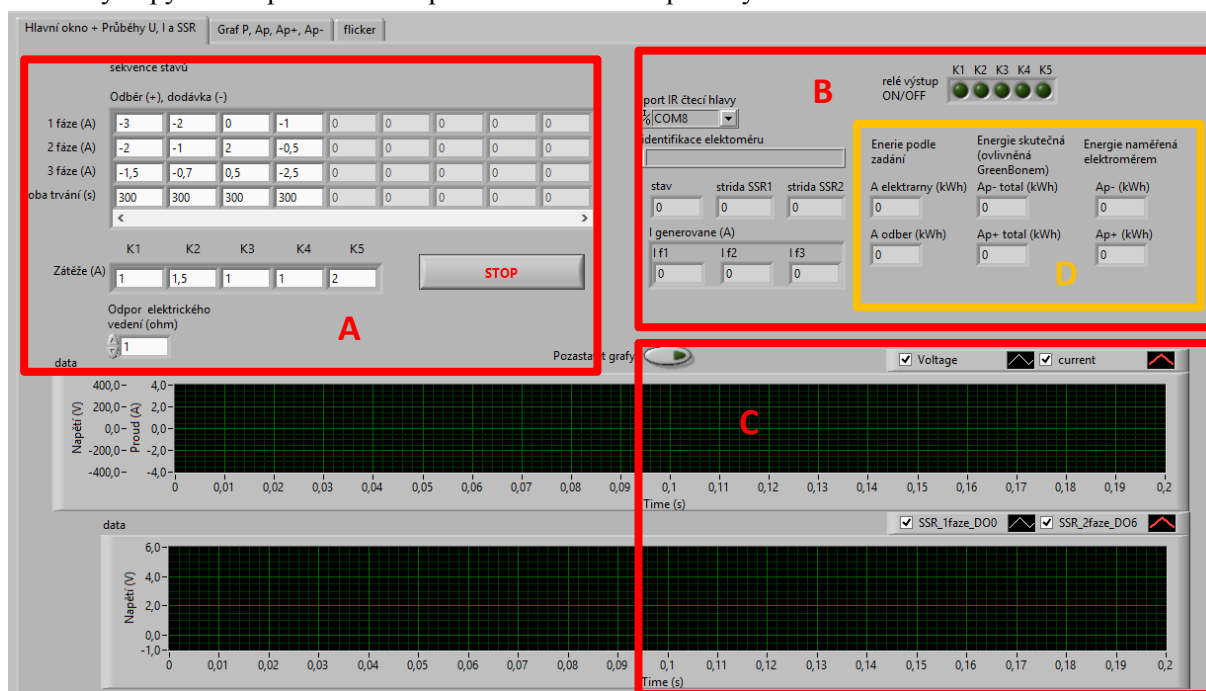 Hlavní okno + Průběhy U, I a SSR
Graf P, Ap, Ap+, Ap-
flicker
sekvence stavů
Odběr (+), dodávka (-)
1 fáze (A) -3 -2 0 -1 0 0 0 0 0
2 fáze (A) -2 -1 2 -0,5 0 0 0 0 0
3 fáze (A) -1,5 -0,7 0,5 -2,5 0 0 0 0 0
oba trvání (s) 300 300 300 300 0 0 0 0 0
K1 K2 K3 K4 K5
Zátěže (A) 1 1,5 1 1 2
STOP
Odpor elektrického
vedení (ohm)
1
A
B
relé výstup
ON/OFF
K1 K2 K3 K4 K5
port IR čtecí hlavy
COM8
identifikace elektoměru
stav strida SSR1 strida SSR2
0 0 0
I generovane (A)
I f1 I f2 I f3
0 0 0
Enerie podle
zadání
Energie skutečná
(ovlivněná
GreenBonem)
Energie naměřená
elektroměrem
A elektrarny (kWh) Ap- total (kWh) Ap- (kWh)
0 0 0
A odber (kWh) Ap+ total (kWh) Ap+ (kWh)
0 0 0
D
Pozastavit grafy
data
Voltage current
C
Napětí (V)
400,0
200,0
0,0
-200,0
-400,0
Proud (A)
4,0
2,0
0,0
-2,0
-4,0
0 0,01 0,02 0,03 0,04 0,05 0,06 0,07 0,08 0,09 0,1 0,11 0,12 0,13 0,14 0,15 0,16 0,17 0,18 0,19 0,2
Time (s)
data
SSR_1faze_DO0 SSR_2faze_DO6
Napětí (V)
6,0
4,0
2,0
0,0
-1,0
0 0,01 0,02 0,03 0,04 0,05 0,06 0,07 0,08 0,09 0,1 0,11 0,12 0,13 0,14 0,15 0,16 0,17 0,18 0,19 0,2
Time (s)